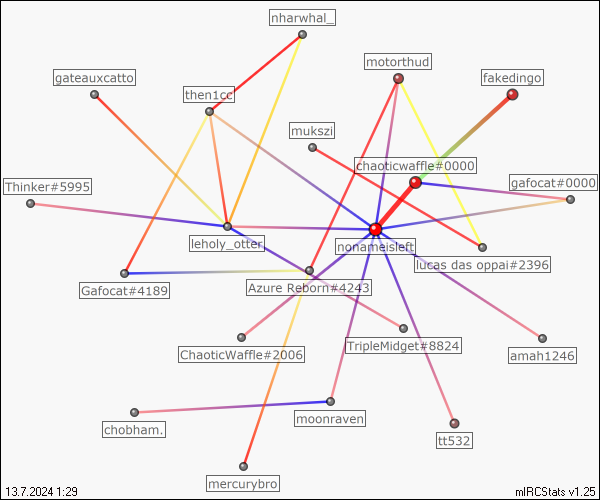 nharwhal_
motorthud
gateauxcatto
fakedingo
then1cc
mukszi
chaoticwaffle#0000
Thinker#5995
gafocat#0000
leholy_otter
nonameisleft
lucas das oppai#2396
Gafocat#4189
Azure Reborn#4243
ChaoticWaffle#2006
TripleMidget#8824
amah1246
chobham.
moonraven
tt532
mercurybro
13.7.2024 1:29
mIRCStats v1.25